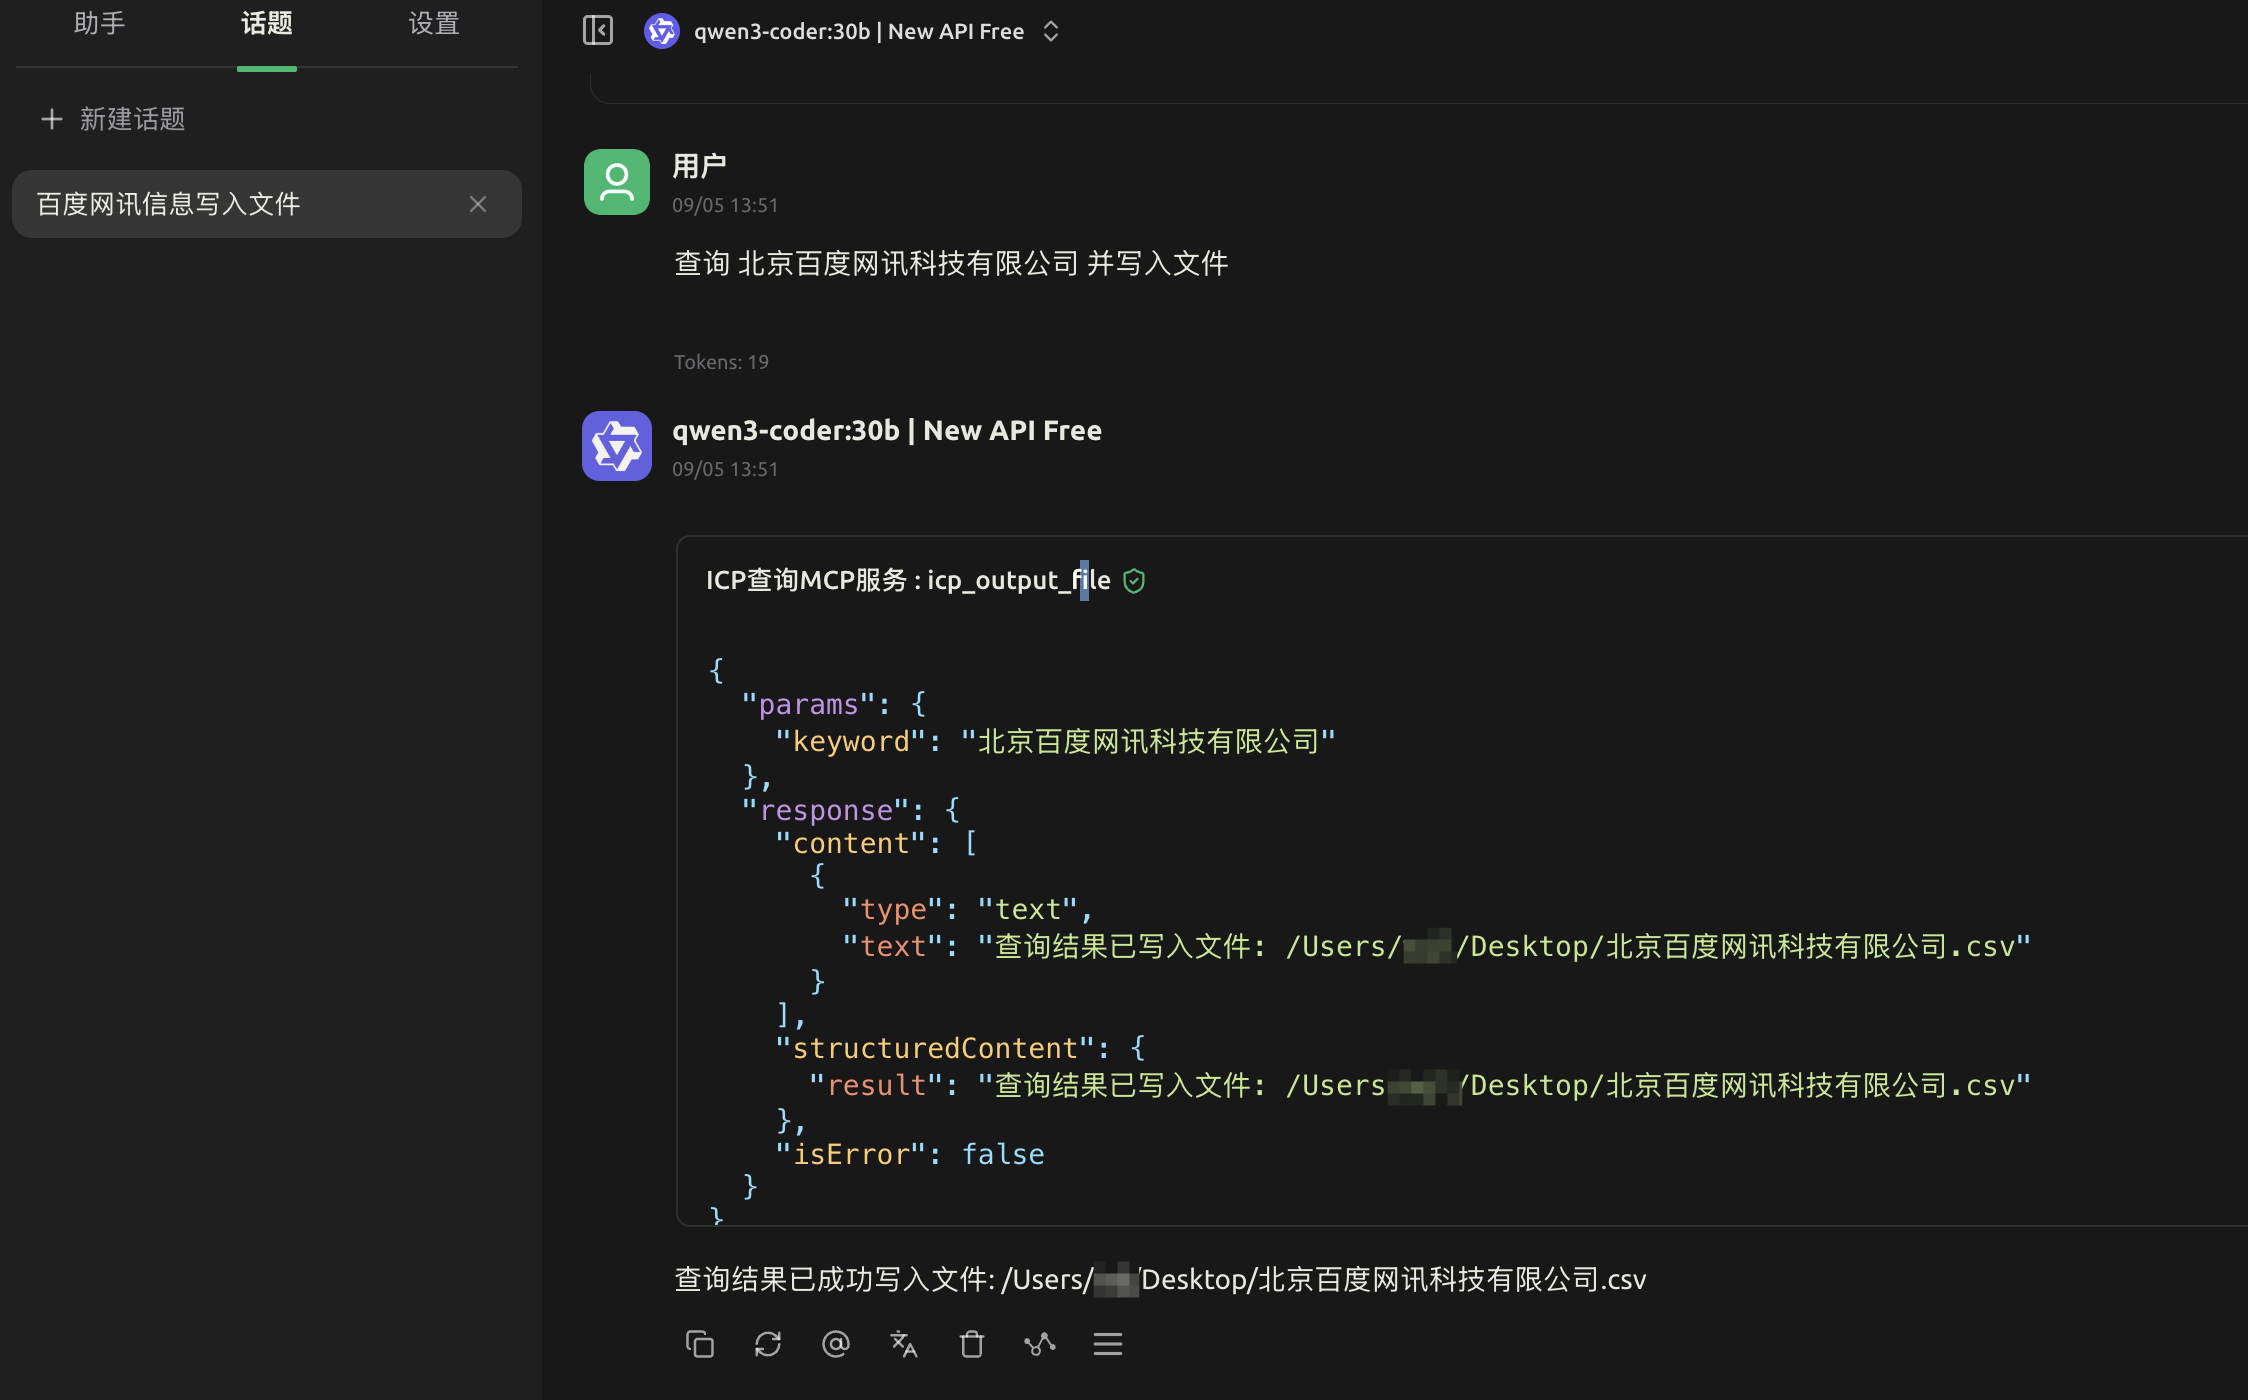 助手 话题 设置
新建话题
百度网讯信息写入文件
qwen3-coder:30b | New API Free
用户
09/05 13:51
查询 北京百度网讯科技有限公司 并写入文件
Tokens: 19
qwen3-coder:30b | New API Free
09/05 13:51
ICP查询MCP服务 : icp_output_file
{
"params": {
"keyword": "北京百度网讯科技有限公司"
},
"response": {
"content": [
{
"type": "text",
"text": "查询结果已写入文件: /Users/ /Desktop/北京百度网讯科技有限公司.csv"
}
],
"structuredContent": {
"result": "查询结果已写入文件: /Users /Desktop/北京百度网讯科技有限公司.csv"
},
"isError": false
}
}
查询结果已成功写入文件: /Users/ Desktop/北京百度网讯科技有限公司.csv